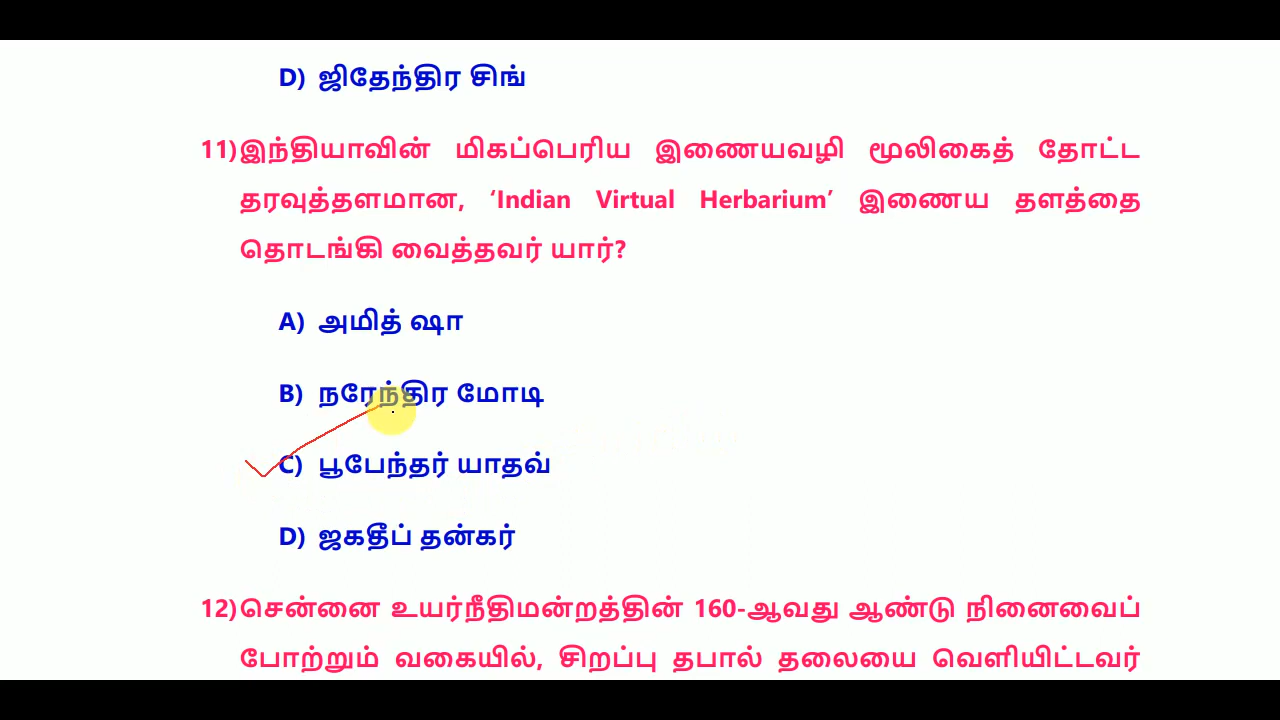 D) ஜிதேந்திர சிங்
11)இந்தியாவின் மிகப்பெரிய இணையவழி மூலிகைத் தோட்ட
தரவுத்தளமான, ‘Indian Virtual Herbarium’ இணைய தளத்தை
தொடங்கி வைத்தவர் யார்?
A) அமித் ஷா
B) நரேந்திர மோடி
C) பூபேந்தர் யாதவ்
D) ஜகதீப் தன்கர்
12)சென்னை உயர்நீதிமன்றத்தின் 160-ஆவது ஆண்டு நினைவைப்
போற்றும் வகையில், சிறப்பு தபால் தலையை வெளியிட்டவர்